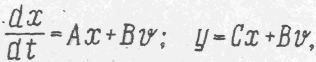 dx/dt = Ax + Bv; y = Cx + Bv,